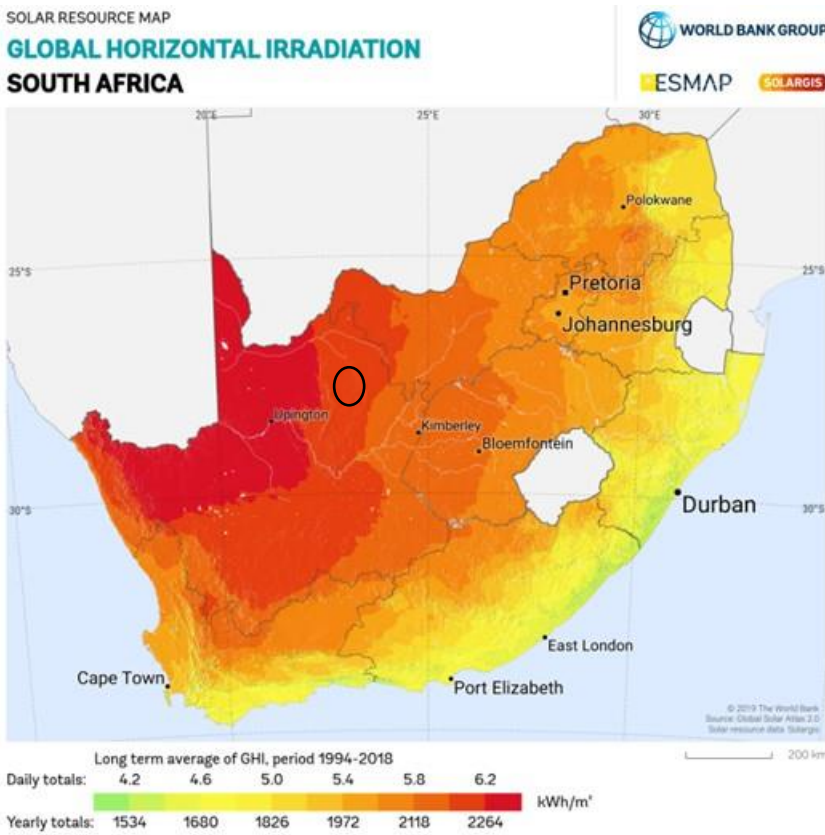 SOLAR RESOURCE MAP
GLOBAL HORIZONTAL IRRADIATION
SOUTH AFRICA
WORLD BANK GROUP
ESMAP
SOLARGIS
20°E
25°E
30°E
Polokwane
25°S
25°S
Pretoria
Johannesburg
Upington
Kimberley
Bloemfontein
30°S
30°S
Durban
East London
Cape Town
Port Elizabeth
© 2019 The World Bank
Source: Global Solar Atlas 2.0
Solar resource data: Solargis
200 km
Long term average of GHI, period 1994-2018
Daily totals: 4.2 4.6 5.0 5.4 5.8 6.2
kWh/m²
Yearly totals: 1534 1680 1826 1972 2118 2264